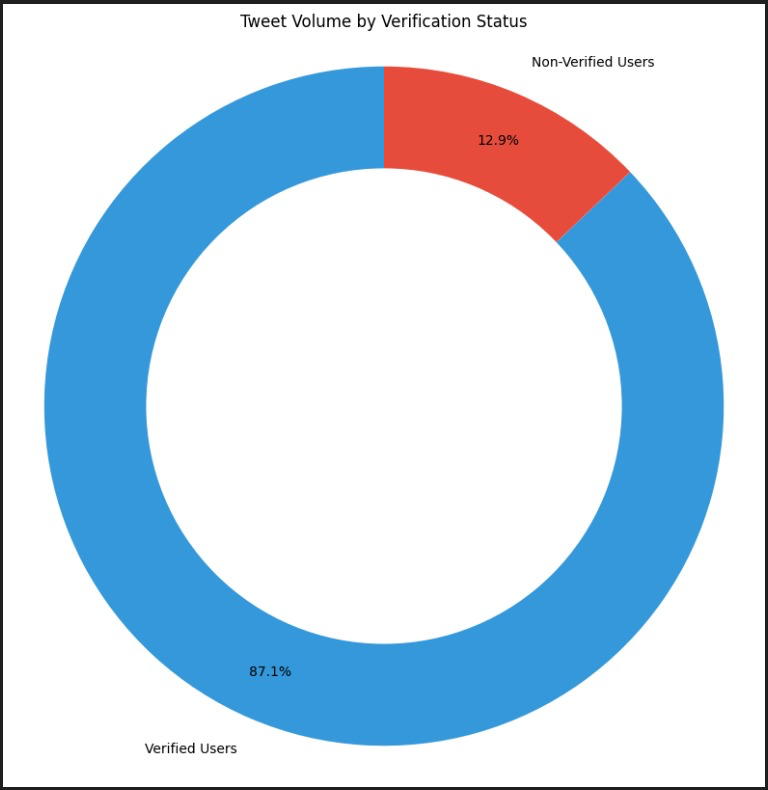 Tweet Volume by Verification Status
Non-Verified Users
12.9%
87.1%
Verified Users